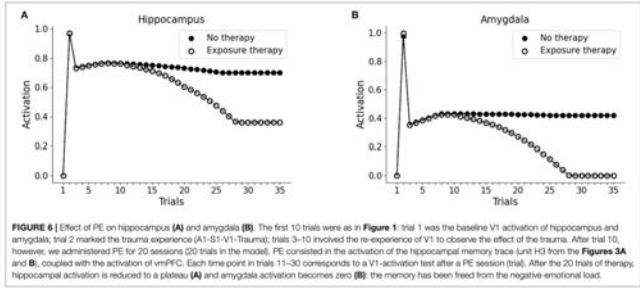 A
Hippocampus
No therapy
Exposure therapy
1.0
0.8
0.6
0.4
0.2
0.0
Activation
1 5 10 15 20 25 30 35
Trials
B
Amygdala
No therapy
Exposure therapy
1.0
0.8
0.6
0.4
0.2
0.0
Activation
1 5 10 15 20 25 30 35
Trials
FIGURE 6 | Effect of PE on hippocampus (A) and amygdala (B). The first 10 trials were as in Figure 1: trial 1 was the baseline V1 activation of hippocampus and
amygdala; trial 2 marked the trauma experience (A1-S1-V1-Trauma); trials 3–10 involved the re-experience of V1 to observe the effect of the trauma. After trial 10,
however, we administered PE for 20 sessions (20 trials in the model). PE consisted in the activation of the hippocampal memory trace (unit H3 from the Figures 3A
and B), coupled with the activation of vmPFC. Each time point in trials 11–30 corresponds to a V1-activation test after a PE session (trial). After the 20 trials of therapy,
hippocampal activation is reduced to a plateau (A) and amygdala activation becomes zero (B): the memory has been freed from the negative emotional load.